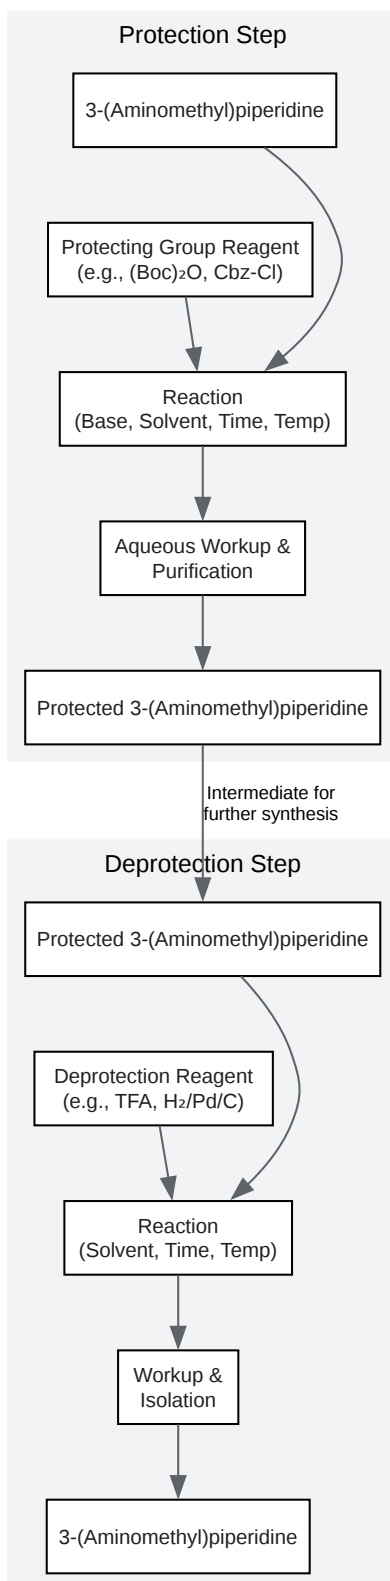 Protection Step
3-(Aminomethyl)piperidine
Protecting Group Reagent
(e.g., (Boc)₂O, Cbz-Cl)
Reaction
(Base, Solvent, Time, Temp)
Aqueous Workup &
Purification
Protected 3-(Aminomethyl)piperidine
Intermediate for
further synthesis
Deprotection Step
Protected 3-(Aminomethyl)piperidine
Deprotection Reagent
(e.g., TFA, H₂/Pd/C)
Reaction
(Solvent, Time, Temp)
Workup &
Isolation
3-(Aminomethyl)piperidine